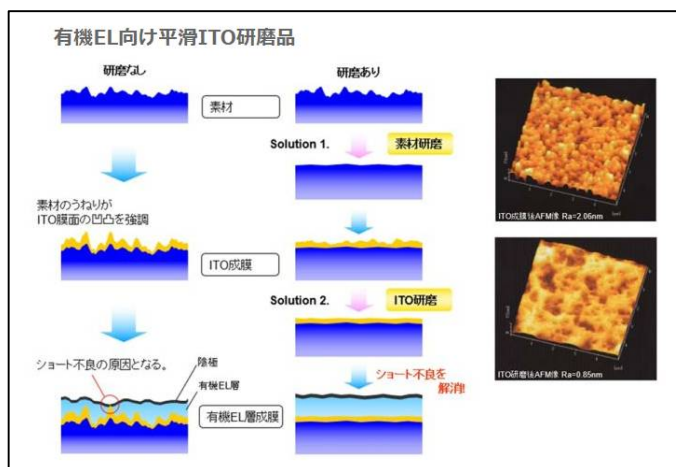 有機EL向け平滑ITO研磨品
研磨なし
研磨あり
素材
Solution 1.
素材研磨
素材のうねりが
ITO膜面の凹凸を強調
ITO成膜
Solution 2.
ITO研磨
ショート不良の原因となる。
陰極
有機EL層
ショート不良を
解消!
有機EL層成膜
ITO成膜後AFM像 Ra=2.06nm
ITO研磨後AFM像 Ra=0.85nm